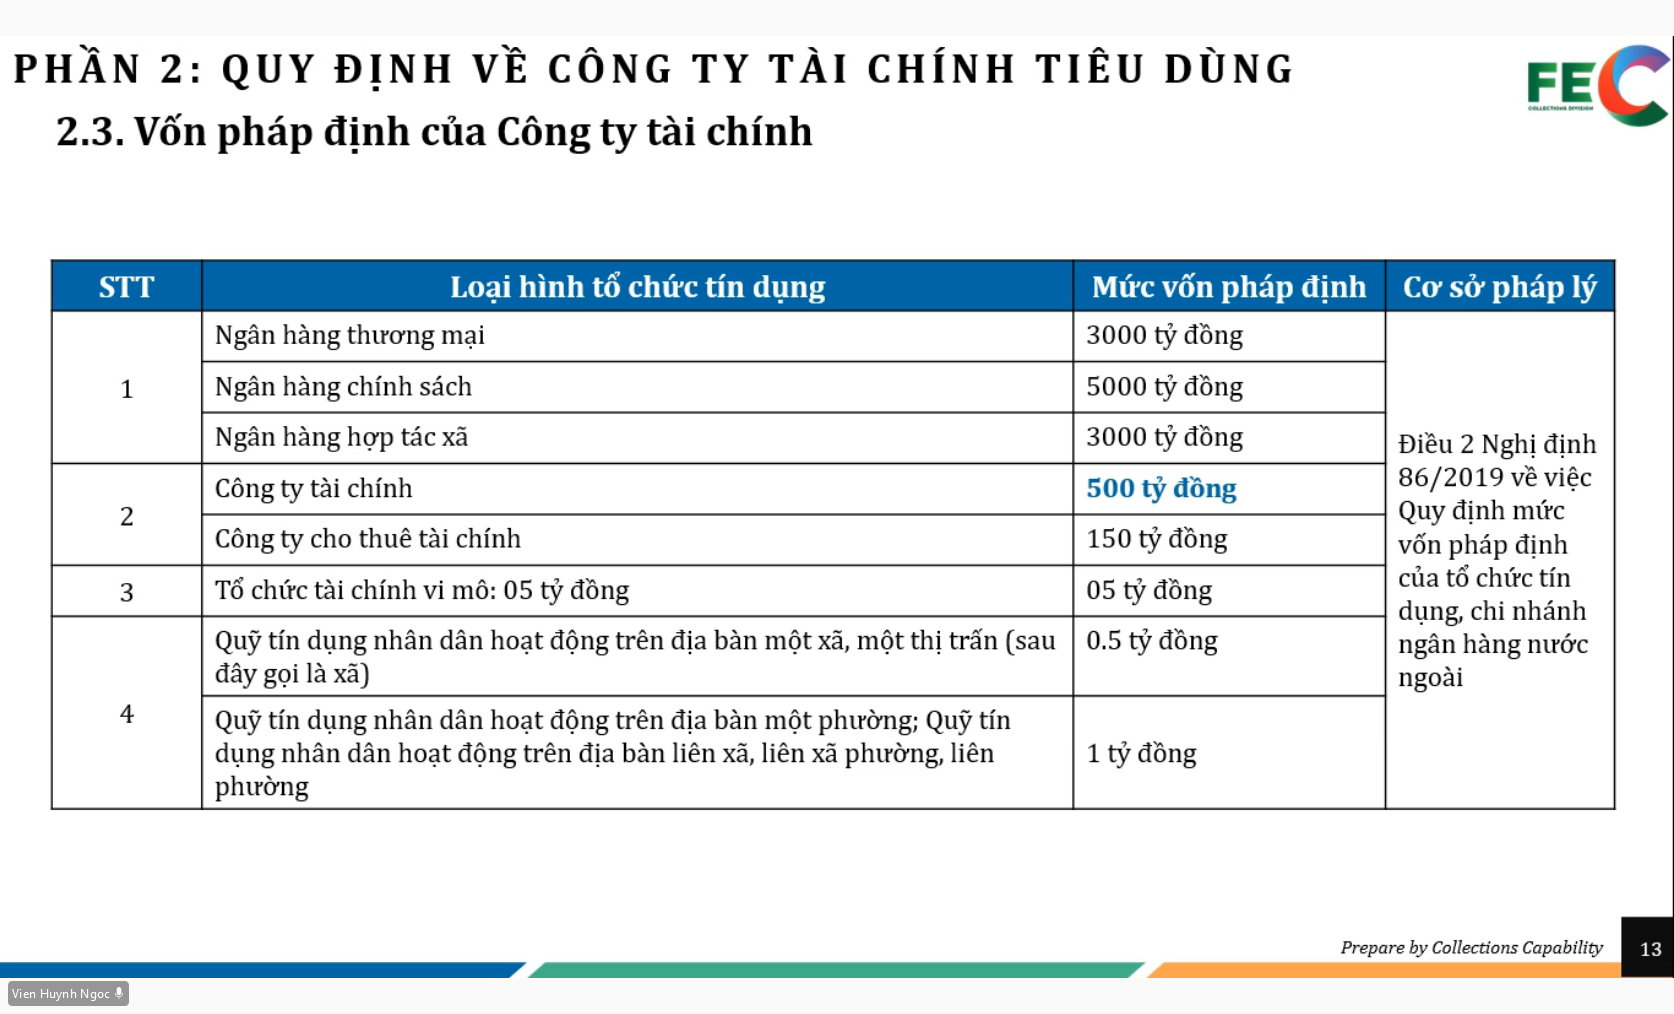 PHẦN 2: QUY ĐỊNH VỀ CÔNG TY TÀI CHÍNH TIÊU DÙNG
FEC
COLLECTIONS DIVISION
2.3. Vốn pháp định của Công ty tài chính
STT
Loại hình tổ chức tín dụng
Mức vốn pháp định
Cơ sở pháp lý
1
Ngân hàng thương mại
3000 tỷ đồng
Ngân hàng chính sách
5000 tỷ đồng
Ngân hàng hợp tác xã
3000 tỷ đồng
2
Công ty tài chính
500 tỷ đồng
Công ty cho thuê tài chính
150 tỷ đồng
3
Tổ chức tài chính vi mô: 05 tỷ đồng
05 tỷ đồng
4
Quỹ tín dụng nhân dân hoạt động trên địa bàn một xã, một thị trấn (sau
đây gọi là xã)
0.5 tỷ đồng
Quỹ tín dụng nhân dân hoạt động trên địa bàn một phường; Quỹ tín
dụng nhân dân hoạt động trên địa bàn liên xã, liên xã phường, liên
phường
1 tỷ đồng
Điều 2 Nghị định
86/2019 về việc
Quy định mức
vốn pháp định
của tổ chức tín
dụng, chi nhánh
ngân hàng nước
ngoài
Prepare by Collections Capability
13
Vien Huynh Ngoc